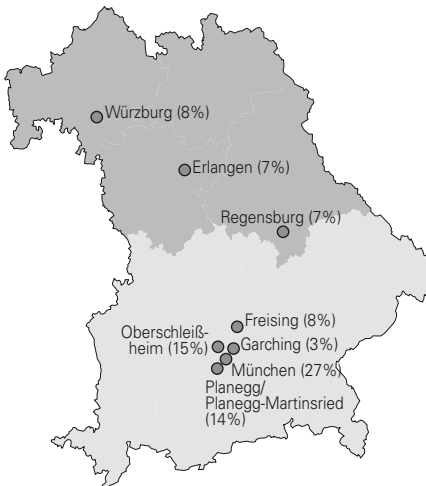 Würzburg (8%)
Erlangen (7%)
Regensburg (7%)
Freising (8%)
Oberschleiß-
heim (15%)
Garching (3%)
München (27%)
Planegg/
Planegg-Martinsried
(14%)